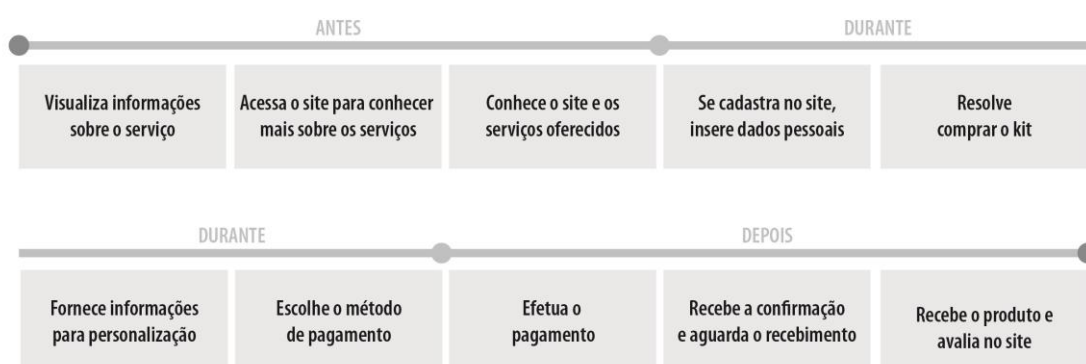 ANTES
DURANTE
Visualiza informações
sobre o serviço
Acessa o site para conhecer
mais sobre os serviços
Conhece o site e os
serviços oferecidos
Se cadastra no site,
insere dados pessoais
Resolve
comprar o kit
DURANTE
DEPOIS
Fornece informações
para personalização
Escolhe o método
de pagamento
Efetua o
pagamento
Recebe a confirmação
e aguarda o recebimento
Recebe o produto e
avalia no site